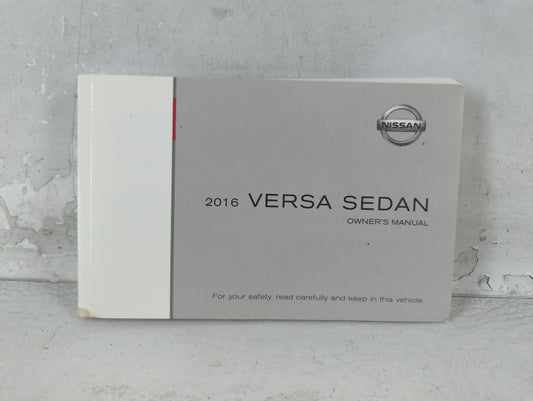 NISSAN
2016 VERSA SEDAN
OWNER'S MANUAL
For your safety, read carefully and keep in this vehicle.